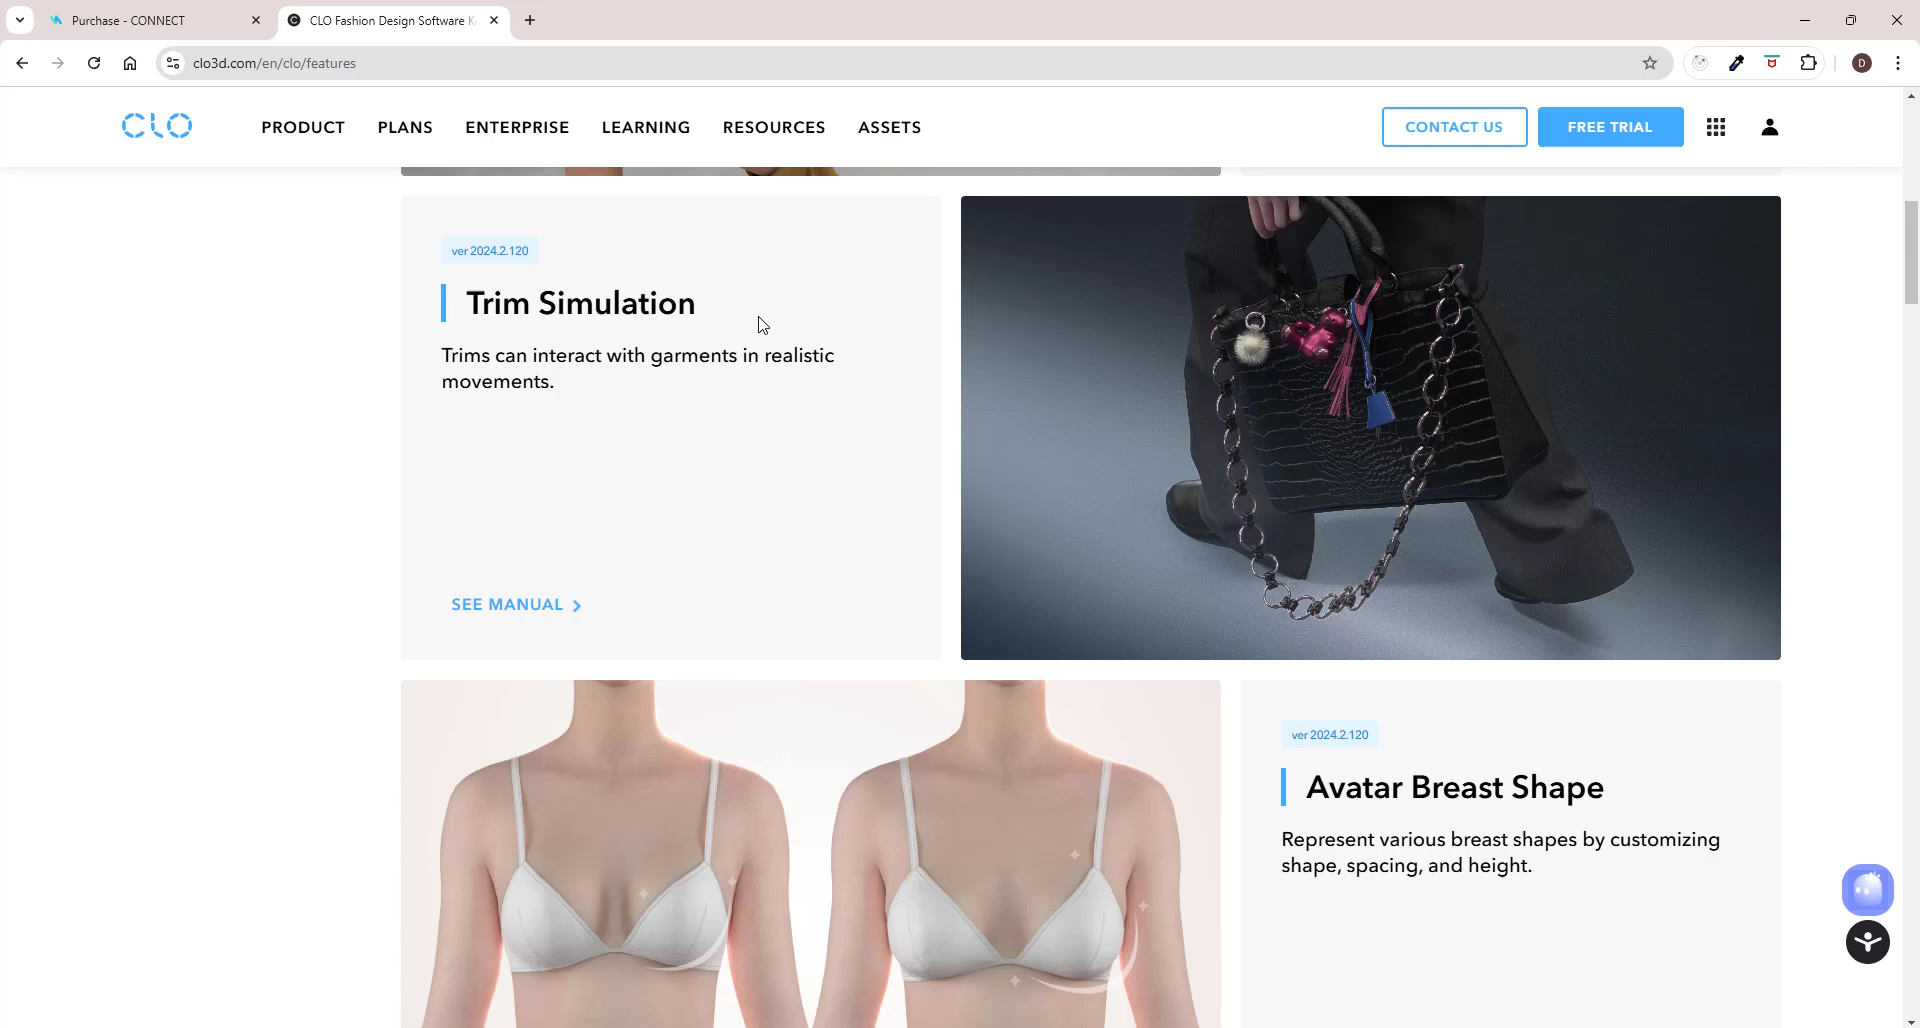 Purchase - CONNECT
CLO Fashion Design Software K
clo3d.com/en/clo/features
D
CLO
PRODUCT
PLANS
ENTERPRISE
LEARNING
RESOURCES
ASSETS
CONTACT US
FREE TRIAL
ver 2024.2.120
Trim Simulation
Trims can interact with garments in realistic
movements.
SEE MANUAL
ver 2024.2.120
Avatar Breast Shape
Represent various breast shapes by customizing
shape, spacing, and height.